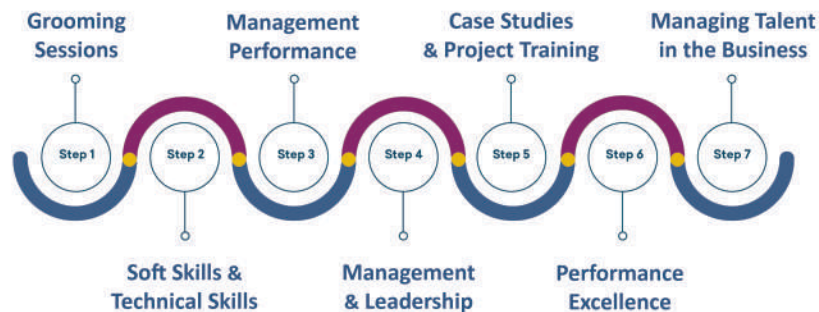 Grooming
Sessions
Management
Performance
Case Studies
& Project Training
Managing Talent
in the Business
Step 1
Step 2
Step 3
Step 4
Step 5
Step 6
Step 7
Soft Skills &
Technical Skills
Management
& Leadership
Performance
Excellence